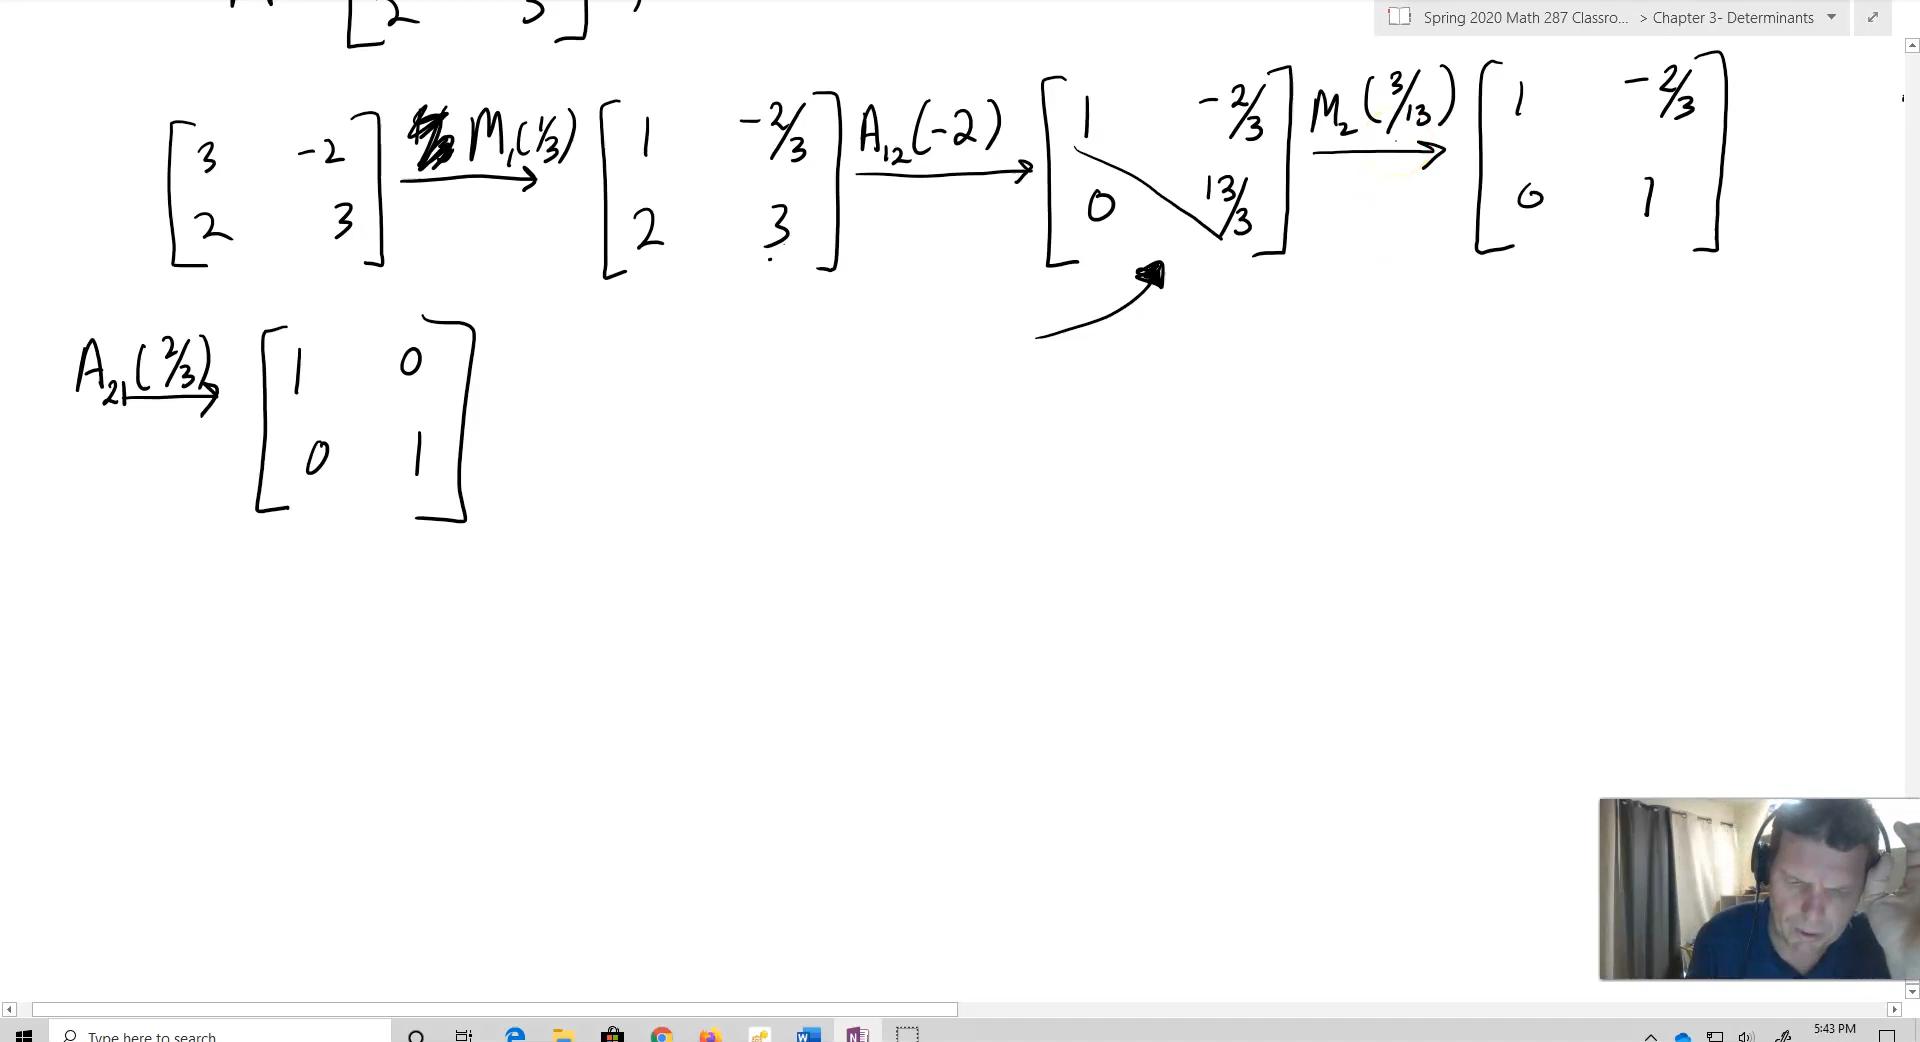 Spring 2020 Math 287 Classro... > Chapter 3- Determinants
2 3
[3 -2; 2 3] M₁(1/3) → [1 -2/3; 2 3] A₁₂(-2) → [1 -2/3; 0 13/3] M₂(3/13) → [1 -2/3; 0 1]
A₂₁(2/3) → [1 0; 0 1]
Type here to search
5:43 PM